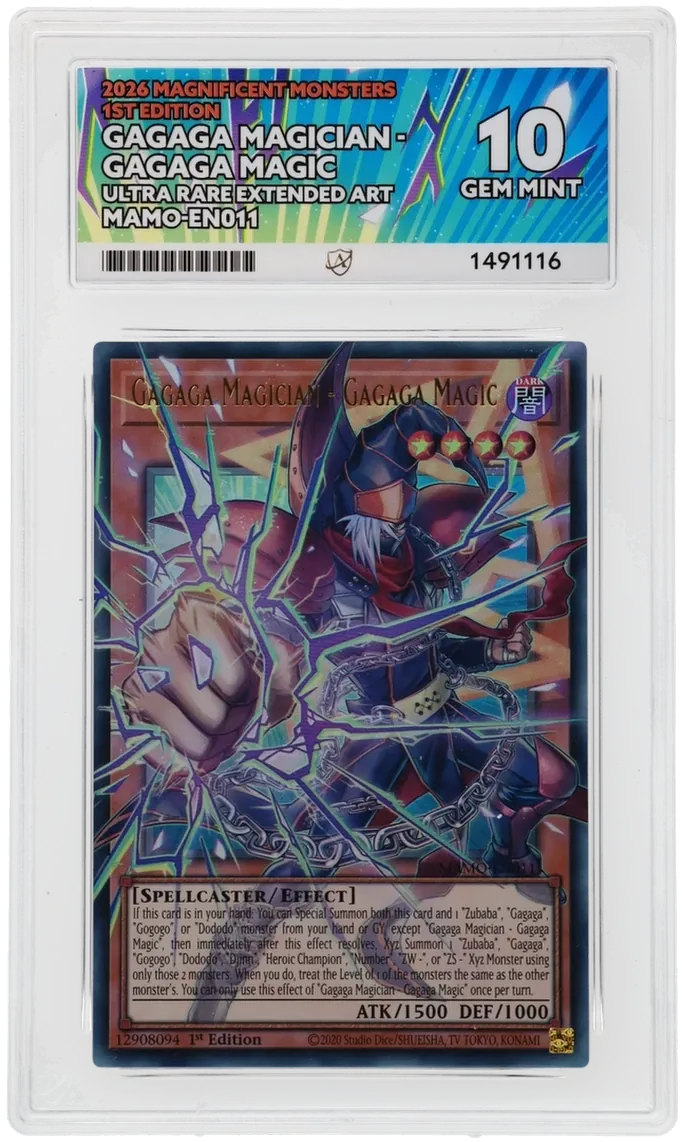 2026 MAGNIFICENT MONSTERS
1ST EDITION
GAGAGA MAGICIAN -
GAGAGA MAGIC
ULTRA RARE EXTENDED ART
MAMO-EN011
10
GEM MINT
1491116
GAGAGA MAGICIAN - GAGAGA MAGIC
DARK
闇
MAMO-EN011
[SPELLCASTER/EFFECT]
If this card is in your hand: You can Special Summon both this card and 1 "Zubaba", "Gagaga",
"Gogogo", or "Dododo" monster from your hand or GY, except "Gagaga Magician - Gagaga
Magic", then immediately after this effect resolves, Xyz Summon 1 "Zubaba", "Gagaga",
"Gogogo", "Dododo", "Djinn", "Heroic Champion", "Number", "ZW -", or "ZS -" Xyz Monster using
only those 2 monsters. When you do, treat the Level of 1 of the monsters the same as the other
monster's. You can only use this effect of "Gagaga Magician - Gagaga Magic" once per turn.
ATK/1500 DEF/1000
12908094 1st Edition
©2020 Studio Dice/SHUEISHA, TV TOKYO, KONAMI